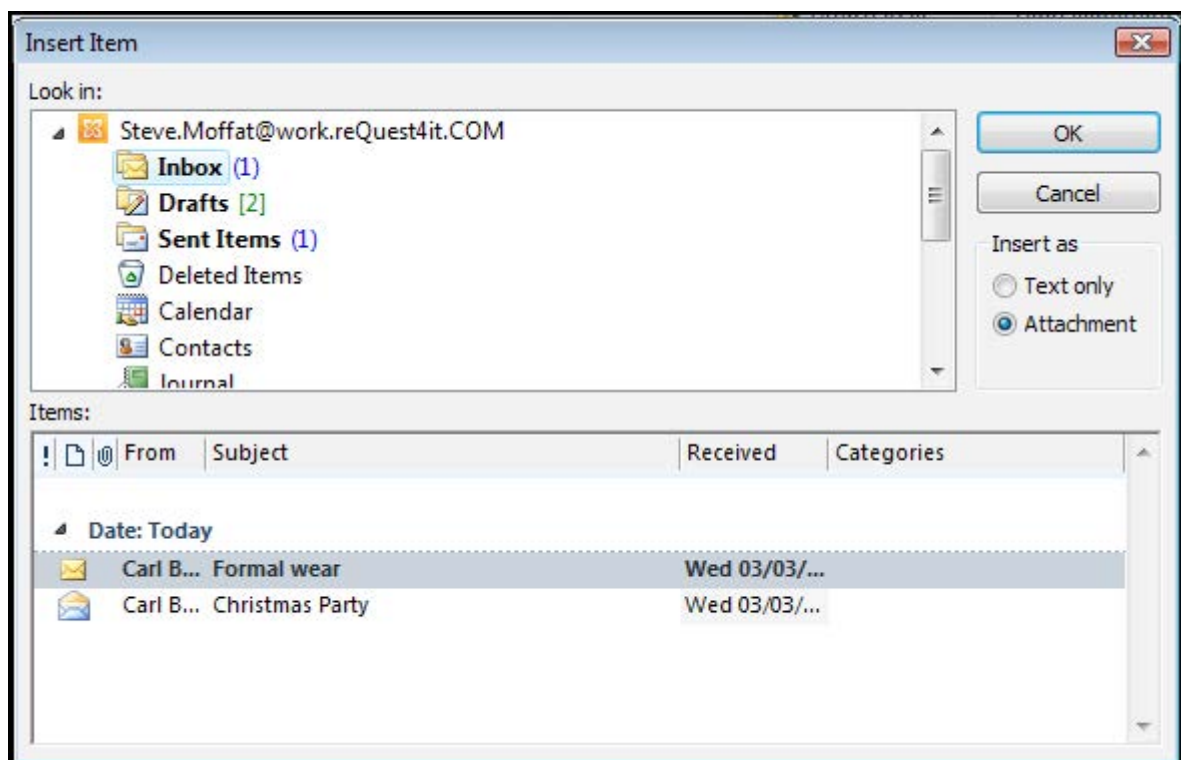 Insert Item
Look in:
Steve.Moffat@work.reQuest4it.COM
Inbox (1)
Drafts [2]
Sent Items (1)
Deleted Items
Calendar
Contacts
Journal
OK
Cancel
Insert as
Text only
Attachment
Items:
! From Subject Received Categories
Date: Today
Carl B... Formal wear Wed 03/03/...
Carl B... Christmas Party Wed 03/03/...